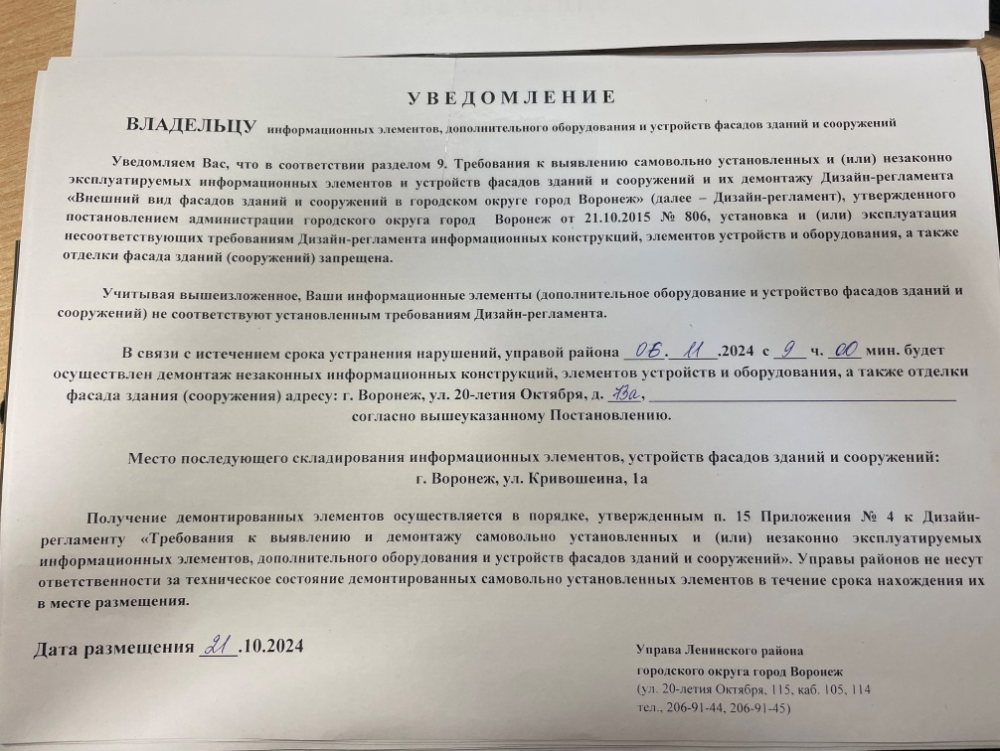 УВЕДОМЛЕНИЕ
ВЛАДЕЛЬЦУ информационных элементов, дополнительного оборудования и устройств фасадов зданий и сооружений
Уведомляем Вас, что в соответствии разделом 9. Требования к выявлению самовольно установленных и (или) незаконно
эксплуатируемых информационных элементов и устройств фасадов зданий и сооружений и их демонтажу Дизайн-регламента
«Внешний вид фасадов зданий и сооружений в городском округе город Воронеж» (далее – Дизайн-регламент), утвержденного
постановлением администрации городского округа город Воронеж от 21.10.2015 № 806, установка и (или) эксплуатация
несоответствующих требованиям Дизайн-регламента информационных конструкций, элементов устройств и оборудования, а также
отделки фасада зданий (сооружений) запрещена.
Учитывая вышеизложенное, Ваши информационные элементы (дополнительное оборудование и устройство фасадов зданий и
сооружений) не соответствуют установленным требованиям Дизайн-регламента.
В связи с истечением срока устранения нарушений, управой района 06.11.2024 с 9 ч. 00 мин. будет
осуществлен демонтаж незаконных информационных конструкций, элементов устройств и оборудования, а также отделки
фасада здания (сооружения) адресу: г. Воронеж, ул. 20-летия Октября, д. 73а,
согласно вышеуказанному Постановлению.
Место последующего складирования информационных элементов, устройств фасадов зданий и сооружений:
г. Воронеж, ул. Кривошеина, 1а
Получение демонтированных элементов осуществляется в порядке, утвержденным п. 15 Приложения № 4 к Дизайн-
регламенту «Требования к выявлению и демонтажу самовольно установленных и (или) незаконно эксплуатируемых
информационных элементов, дополнительного оборудования и устройств фасадов зданий и сооружений». Управы районов не несут
ответственности за техническое состояние демонтированных самовольно установленных элементов в течение срока нахождения их
в месте размещения.
Дата размещения 21.10.2024
Управа Ленинского района
городского округа город Воронеж
(ул. 20-летия Октября, 115, каб. 105, 114
тел., 206-91-44, 206-91-45)